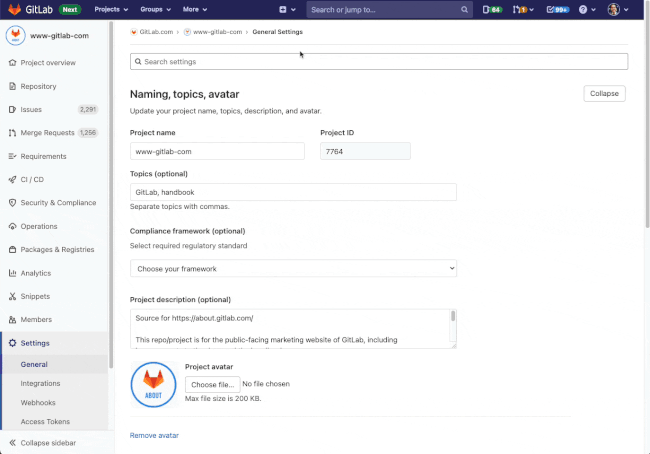 GitLab Next Projects Groups More Search or jump to... 64 1 99+
www-gitlab-com
GitLab.com › www-gitlab-com › General Settings
Project overview
Repository
Issues 2,291
Merge Requests 1,256
Requirements
CI / CD
Security & Compliance
Operations
Packages & Registries
Analytics
Snippets
Members
Settings
General
Integrations
Webhooks
Access Tokens
Collapse sidebar
Search settings
Naming, topics, avatar
Collapse
Update your project name, topics, description, and avatar.
Project name Project ID
www-gitlab-com 7764
Topics (optional)
GitLab, handbook
Separate topics with commas.
Compliance framework (optional)
Select required regulatory standard
Choose your framework
Project description (optional)
Source for https://about.gitlab.com/
This repo/project is for the public-facing marketing website of GitLab, including
ABOUT
Project avatar
Choose file... No file chosen
Max file size is 200 KB.
Remove avatar